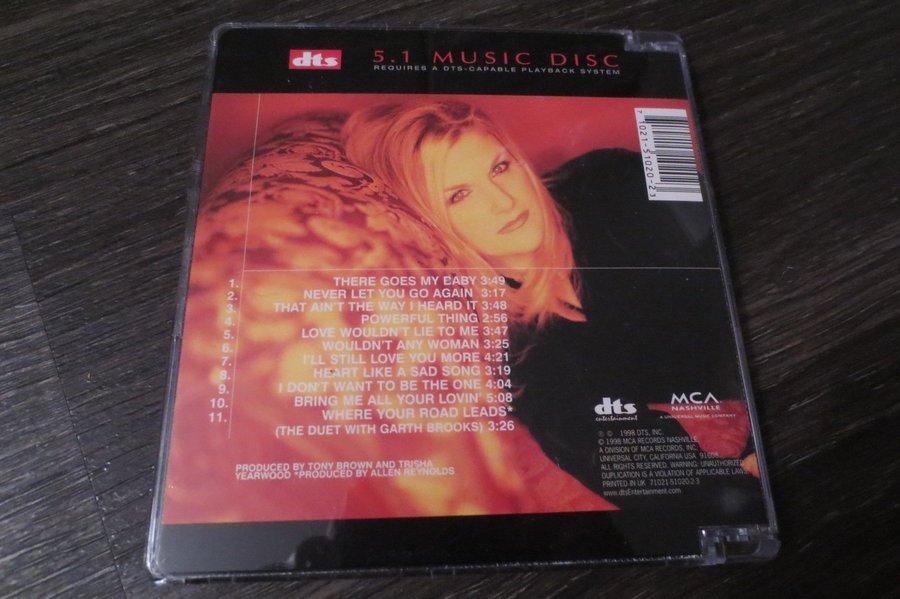 dts 5.1 MUSIC DISC
REQUIRES A DTS-CAPABLE PLAYBACK SYSTEM
7 1021-51020-2 3
1. THERE GOES MY BABY 3:49
2. NEVER LET YOU GO AGAIN 3:17
3. THAT AIN'T THE WAY I HEARD IT 3:48
4. POWERFUL THING 2:56
5. LOVE WOULDN'T LIE TO ME 3:47
6. WOULDN'T ANY WOMAN 3:25
7. I'LL STILL LOVE YOU MORE 4:21
8. HEART LIKE A SAD SONG 3:19
9. I DON'T WANT TO BE THE ONE 4:04
10. BRING ME ALL YOUR LOVIN' 5:08
11. WHERE YOUR ROAD LEADS*
(THE DUET WITH GARTH BROOKS) 3:26
PRODUCED BY TONY BROWN AND TRISHA
YEARWOOD *PRODUCED BY ALLEN REYNOLDS
dts
entertainment
MCA
NASHVILLE
A UNIVERSAL MUSIC COMPANY
℗ © 1998 DTS, INC.
© 1998 MCA RECORDS NASHVILLE,
A DIVISION OF MCA RECORDS, INC.
UNIVERSAL CITY, CALIFORNIA USA 91608
ALL RIGHTS RESERVED. WARNING: UNAUTHORIZED
DUPLICATION IS A VIOLATION OF APPLICABLE LAW
PRINTED IN UK 71021-51020-2-3
www.dtsEntertainment.com